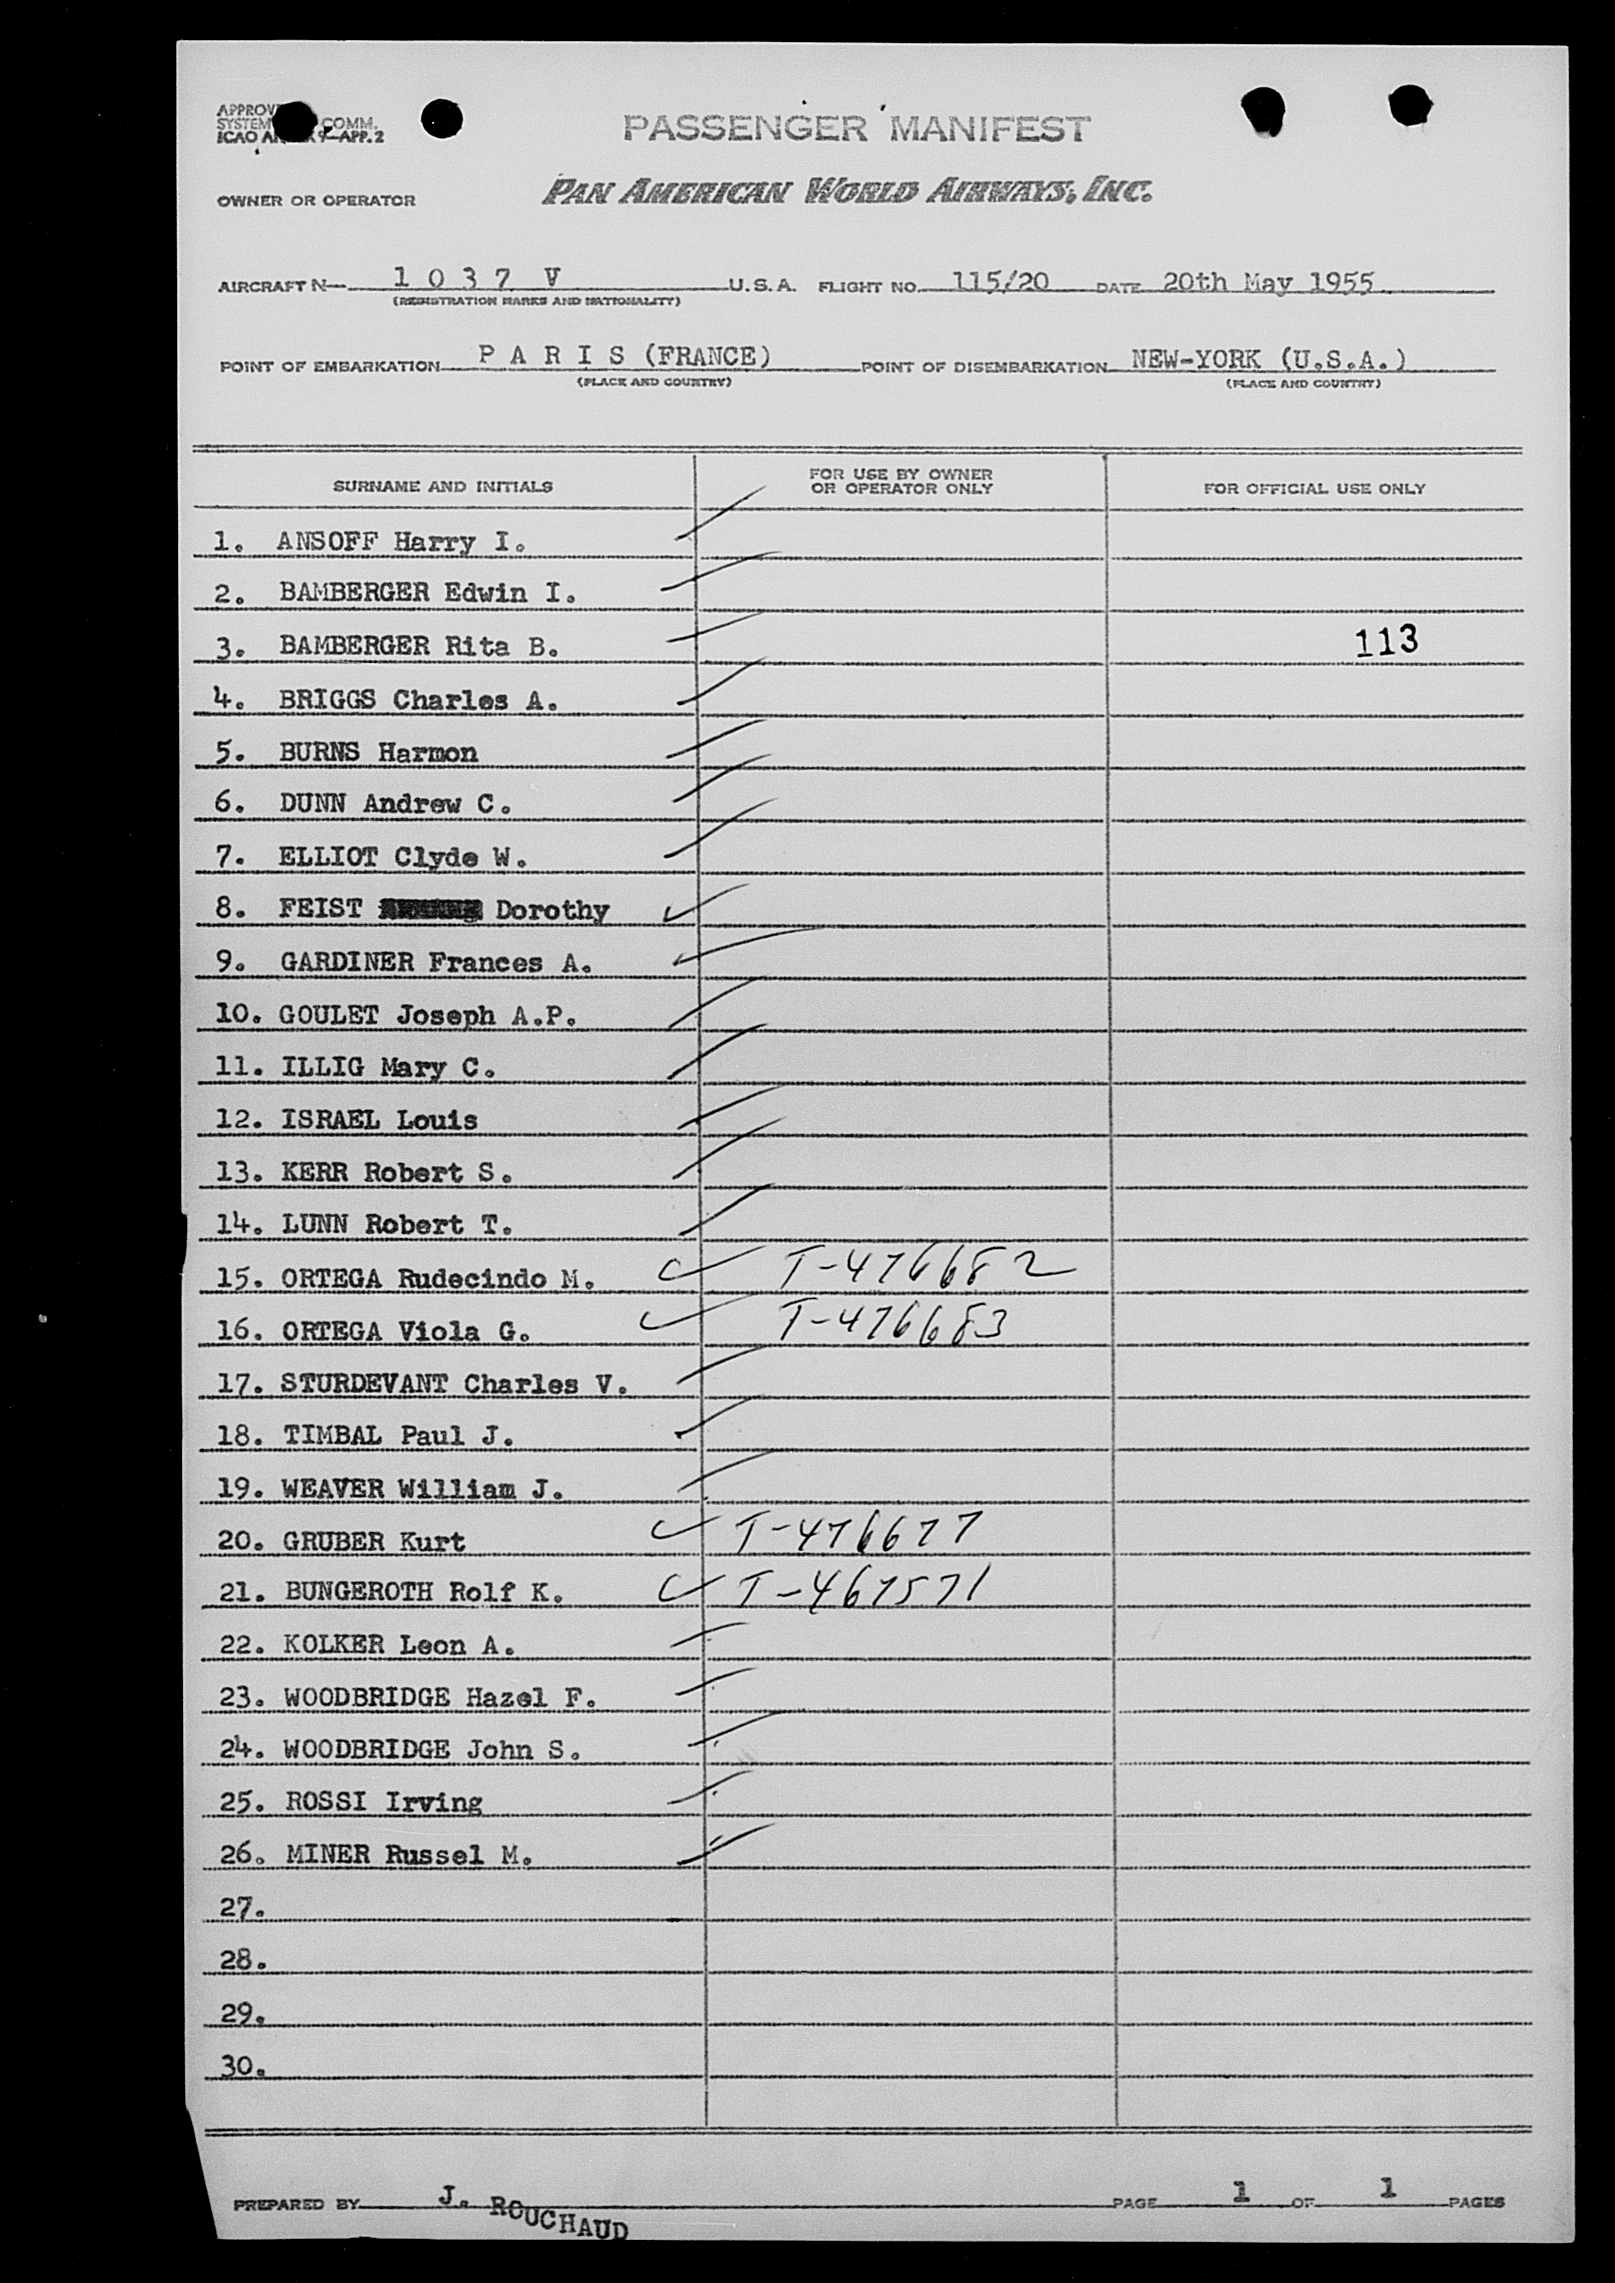 PASSENGER MANIFEST
OWNER OR OPERATOR PAN AMERICAN WORLD AIRWAYS, INC.
AIRCRAFT N— 1 0 3 7 V U.S.A. FLIGHT NO. 115/20 DATE 20th May 1955
(REGISTRATION MARKS AND NATIONALITY)
POINT OF EMBARKATION P A R I S (FRANCE) POINT OF DISEMBARKATION NEW-YORK (U.S.A.)
(PLACE AND COUNTRY) (PLACE AND COUNTRY)
SURNAME AND INITIALS FOR USE BY OWNER OR OPERATOR ONLY FOR OFFICIAL USE ONLY
1. ANSOFF Harry I.
2. BAMBERGER Edwin I.
3. BAMBERGER Rita B. 113
4. BRIGGS Charles A.
5. BURNS Harmon
6. DUNN Andrew C.
7. ELLIOT Clyde W.
8. FEIST Dorothy
9. GARDINER Frances A.
10. GOULET Joseph A.P.
11. ILLIG Mary C.
12. ISRAEL Louis
13. KERR Robert S.
14. LUNN Robert T.
15. ORTEGA Rudecindo M. T-476682
16. ORTEGA Viola G. T-476683
17. STURDEVANT Charles V.
18. TIMBAL Paul J.
19. WEAVER William J.
20. GRUBER Kurt T-476677
21. BUNGEROTH Rolf K. T-467571
22. KOLKER Leon A.
23. WOODBRIDGE Hazel F.
24. WOODBRIDGE John S.
25. ROSSI Irving
26. MINER Russel M.
27.
28.
29.
30.
PREPARED BY J. ROUCHAUD PAGE 1 OF 1 PAGES